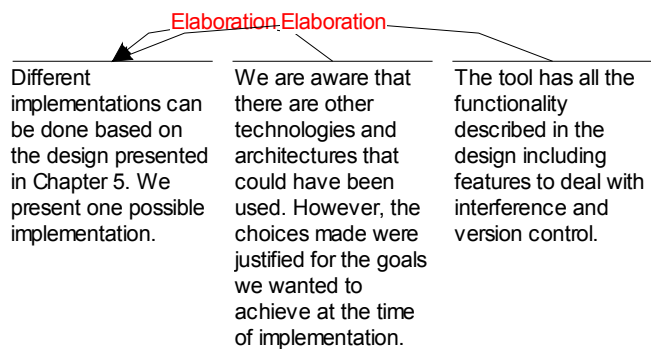 Elaboration Elaboration
Different
implementations can
be done based on
the design presented
in Chapter 5. We
present one possible
implementation.
We are aware that
there are other
technologies and
architectures that
could have been
used. However, the
choices made were
justified for the goals
we wanted to
achieve at the time
of implementation.
The tool has all the
functionality
described in the
design including
features to deal with
interference and
version control.